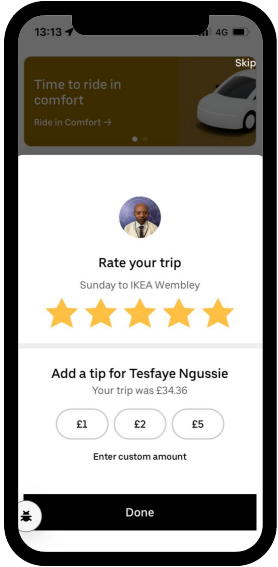 13:13
4G
Skip
Time to ride in
comfort
Ride in Comfort →
Rate your trip
Sunday to IKEA Wembley
Add a tip for Tesfaye Ngussie
Your trip was £34.36
£1 £2 £5
Enter custom amount
Done